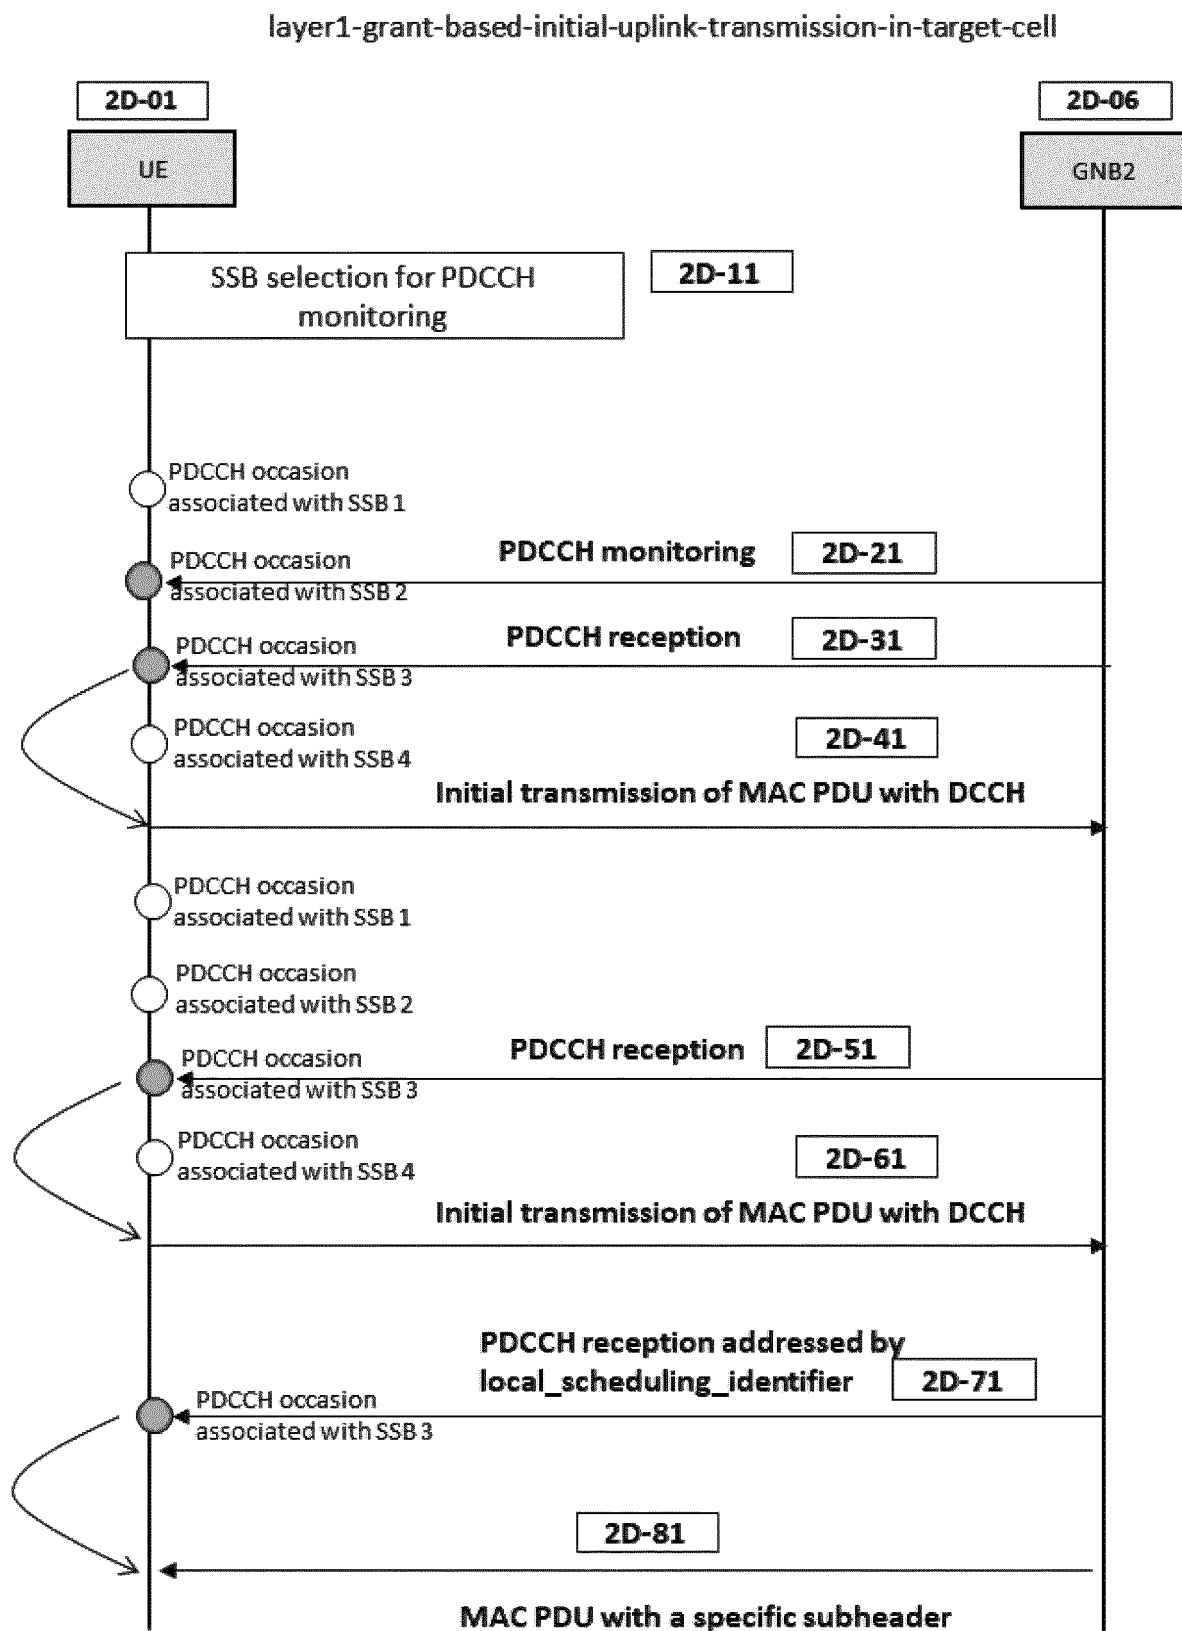 layer1-grant-based-initial-uplink-transmission-in-target-cell
2D-01
2D-06
UE
GNB2
SSB selection for PDCCH
monitoring
2D-11
PDCCH occasion
associated with SSB 1
PDCCH monitoring
2D-21
PDCCH occasion
associated with SSB 2
PDCCH reception
2D-31
PDCCH occasion
associated with SSB 3
PDCCH occasion
associated with SSB 4
2D-41
Initial transmission of MAC PDU with DCCH
PDCCH occasion
associated with SSB 1
PDCCH occasion
associated with SSB 2
PDCCH reception
2D-51
PDCCH occasion
associated with SSB 3
PDCCH occasion
associated with SSB 4
2D-61
Initial transmission of MAC PDU with DCCH
PDCCH reception addressed by
local_scheduling_identifier
2D-71
PDCCH occasion
associated with SSB 3
2D-81
MAC PDU with a specific subheader